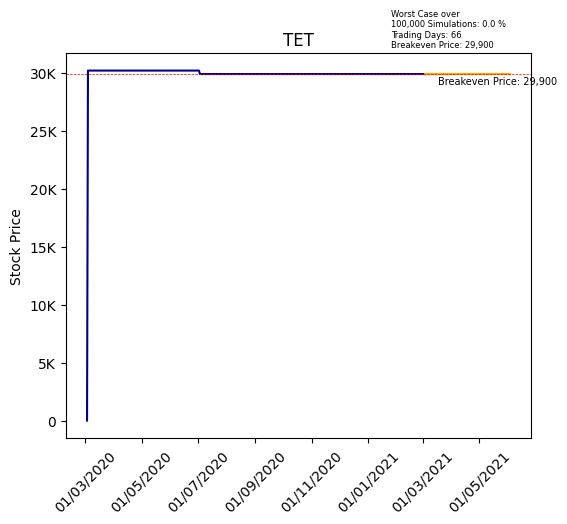 Worst Case over
100,000 Simulations: 0.0 %
Trading Days: 66
Breakeven Price: 29,900
TET
30K
25K
20K
15K
10K
5K
0
Stock Price
Breakeven Price: 29,900
01/03/2020
01/05/2020
01/07/2020
01/09/2020
01/11/2020
01/01/2021
01/03/2021
01/05/2021